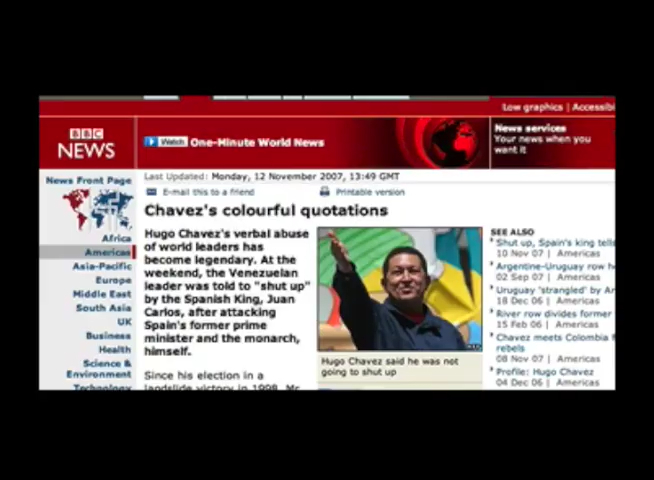 Low graphics | Accessibi
BBC
NEWS
Watch One-Minute World News
News services
Your news when you
want it
News Front Page
Africa
Americas
Asia-Pacific
Europe
Middle East
South Asia
UK
Business
Health
Science &
Environment
Technology
Last Updated: Monday, 12 November 2007, 13:49 GMT
E-mail this to a friend
Printable version
Chavez's colourful quotations
Hugo Chavez's verbal abuse
of world leaders has
become legendary. At the
weekend, the Venezuelan
leader was told to "shut up"
by the Spanish King, Juan
Carlos, after attacking
Spain's former prime
minister and the monarch,
himself.
Since his election in a
landslide victory in 1998, Mr
Hugo Chavez said he was not
going to shut up
SEE ALSO
Shut up, Spain's king tells
10 Nov 07 | Americas
Argentine-Uruguay row h
02 Sep 07 | Americas
Uruguay 'strangled' by Ar
18 Dec 06 | Americas
River row divides former
15 Feb 06 | Americas
Chavez meets Colombia
rebels
08 Nov 07 | Americas
Profile: Hugo Chavez
04 Dec 06 | Americas